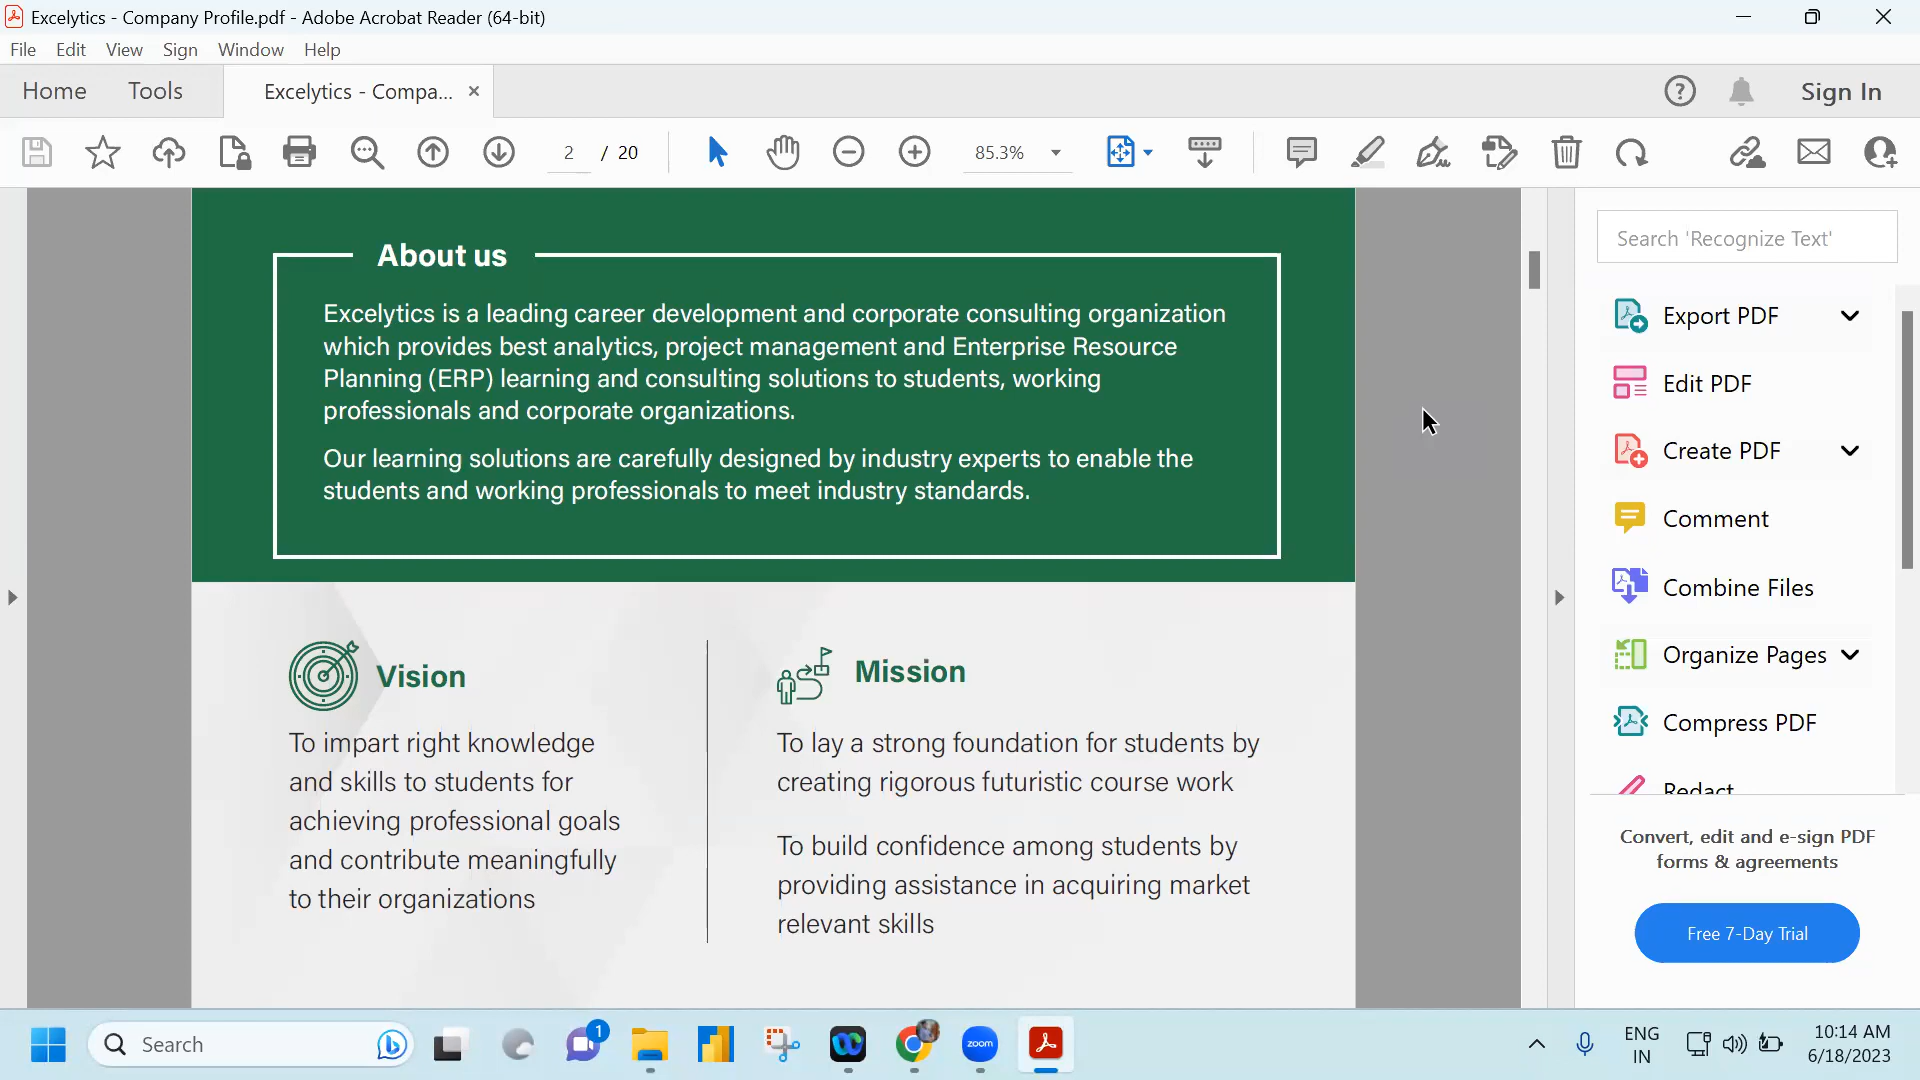 Excelytics - Company Profile.pdf - Adobe Acrobat Reader (64-bit)
File Edit View Sign Window Help
Home Tools Excelytics - Compa... Sign In
2 / 20 85.3%
About us
Excelytics is a leading career development and corporate consulting organization
which provides best analytics, project management and Enterprise Resource
Planning (ERP) learning and consulting solutions to students, working
professionals and corporate organizations.
Our learning solutions are carefully designed by industry experts to enable the
students and working professionals to meet industry standards.
Vision
To impart right knowledge
and skills to students for
achieving professional goals
and contribute meaningfully
to their organizations
Mission
To lay a strong foundation for students by
creating rigorous futuristic course work
To build confidence among students by
providing assistance in acquiring market
relevant skills
Search 'Recognize Text'
Export PDF
Edit PDF
Create PDF
Comment
Combine Files
Organize Pages
Compress PDF
Redact
Convert, edit and e-sign PDF
forms & agreements
Free 7-Day Trial
Search
1
zoom
ENG
IN
10:14 AM
6/18/2023